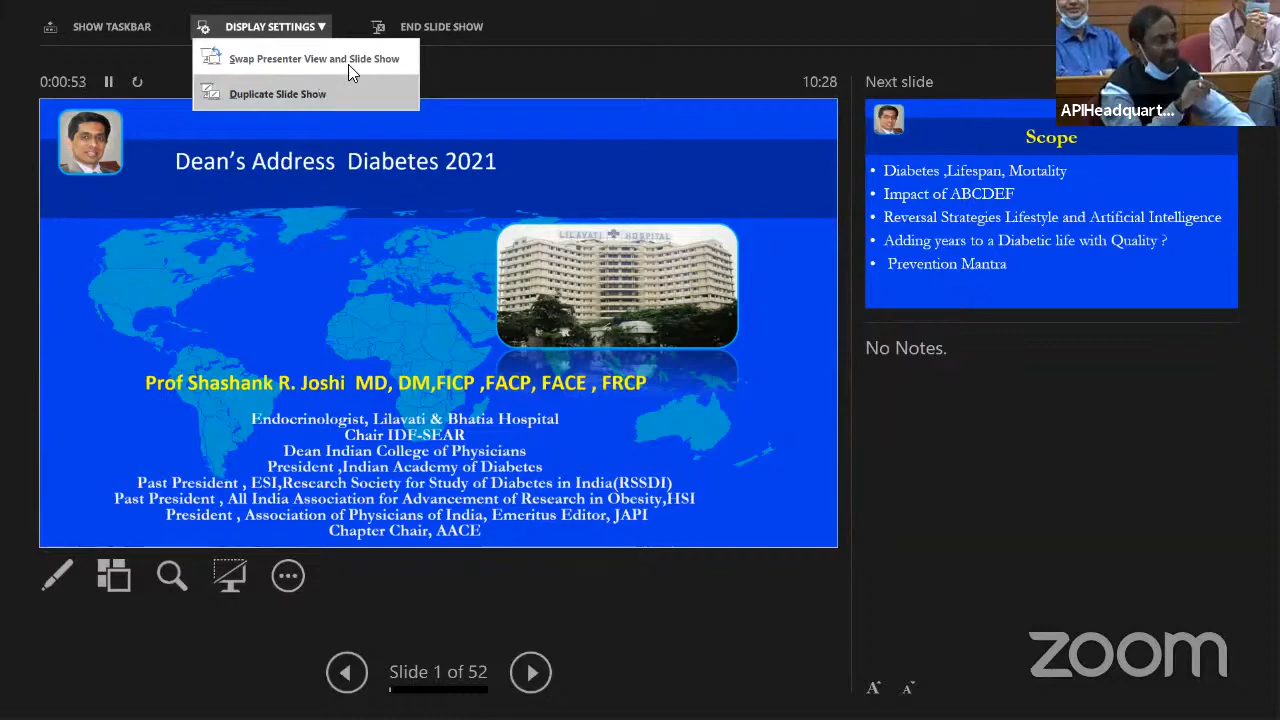 SHOW TASKBAR
DISPLAY SETTINGS ▼
END SLIDE SHOW
Swap Presenter View and Slide Show
Duplicate Slide Show
0:00:53
10:28
Next slide
APIHeadquart...
Dean’s Address Diabetes 2021
LILAVATI HOSPITAL
Prof Shashank R. Joshi MD, DM,FICP ,FACP, FACE , FRCP
Endocrinologist, Lilavati & Bhatia Hospital
Chair IDF-SEAR
Dean Indian College of Physicians
President ,Indian Academy of Diabetes
Past President , ESI,Research Society for Study of Diabetes in India(RSSDI)
Past President , All India Association for Advancement of Research in Obesity,HSI
President , Association of Physicians of India, Emeritus Editor, JAPI
Chapter Chair, AACE
Scope
• Diabetes ,Lifespan, Mortality
• Impact of ABCDEF
• Reversal Strategies Lifestyle and Artificial Intelligence
• Adding years to a Diabetic life with Quality ?
• Prevention Mantra
No Notes.
Slide 1 of 52
A A
zoom